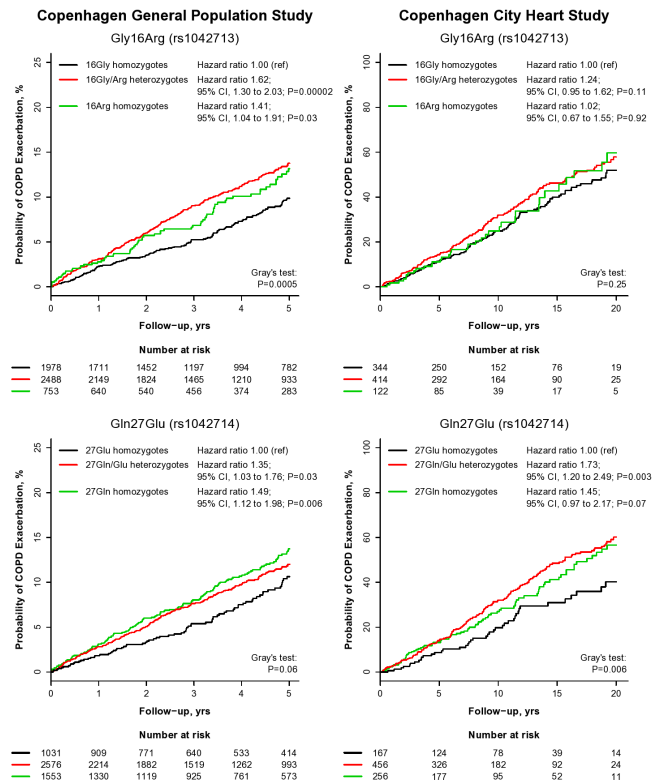 Copenhagen General Population Study
Copenhagen City Heart Study
Gly16Arg (rs1042713)
25
20
15
10
5
0
Probability of COPD Exacerbation, %
16Gly homozygotes
Hazard ratio 1.00 (ref)
16Gly/Arg heterozygotes
Hazard ratio 1.62;
95% CI, 1.30 to 2.03; P=0.00002
16Arg homozygotes
Hazard ratio 1.41;
95% CI, 1.04 to 1.91; P=0.03
Gray's test:
P=0.0005
0 1 2 3 4 5
Follow-up, yrs
Number at risk
1978 1711 1452 1197 994 782
2488 2149 1824 1465 1210 933
753 640 540 456 374 283
Gly16Arg (rs1042713)
100
80
60
40
20
0
Probability of COPD Exacerbation, %
16Gly homozygotes
Hazard ratio 1.00 (ref)
16Gly/Arg heterozygotes
Hazard ratio 1.24;
95% CI, 0.95 to 1.62; P=0.11
16Arg homozygotes
Hazard ratio 1.02;
95% CI, 0.67 to 1.55; P=0.92
Gray's test:
P=0.25
0 5 10 15 20
Follow-up, yrs
Number at risk
344 250 152 76 19
414 292 164 90 25
122 85 39 17 5
Gln27Glu (rs1042714)
25
20
15
10
5
0
Probability of COPD Exacerbation, %
27Glu homozygotes
Hazard ratio 1.00 (ref)
27Gln/Glu heterozygotes
Hazard ratio 1.35;
95% CI, 1.03 to 1.76; P=0.03
27Gln homozygotes
Hazard ratio 1.49;
95% CI, 1.12 to 1.98; P=0.006
Gray's test:
P=0.06
0 1 2 3 4 5
Follow-up, yrs
Number at risk
1031 909 771 640 533 414
2576 2214 1882 1519 1262 993
1553 1330 1119 925 761 573
Gln27Glu (rs1042714)
100
80
60
40
20
0
Probability of COPD Exacerbation, %
27Glu homozygotes
Hazard ratio 1.00 (ref)
27Gln/Glu heterozygotes
Hazard ratio 1.73;
95% CI, 1.20 to 2.49; P=0.003
27Gln homozygotes
Hazard ratio 1.45;
95% CI, 0.97 to 2.17; P=0.07
Gray's test:
P=0.006
0 5 10 15 20
Follow-up, yrs
Number at risk
167 124 78 39 14
456 326 182 92 24
256 177 95 52 11